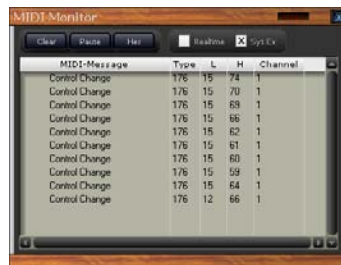 MIDI Monitor
Clear Pause Hex Realtime X Sys Ex
MIDI-Message Type L H Channel
Control Change 176 15 74 1
Control Change 176 15 70 1
Control Change 176 15 69 1
Control Change 176 15 66 1
Control Change 176 15 62 1
Control Change 176 15 61 1
Control Change 176 15 60 1
Control Change 176 15 59 1
Control Change 176 15 64 1
Control Change 176 12 66 1